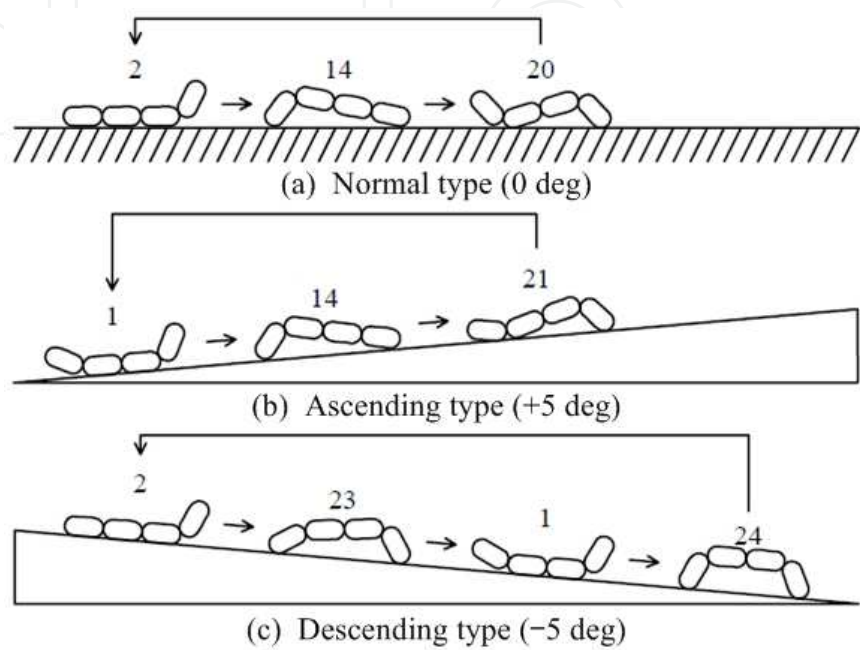 2 14 20
(a) Normal type (0 deg)
1 14 21
(b) Ascending type (+5 deg)
2 23 1 24
(c) Descending type (−5 deg)